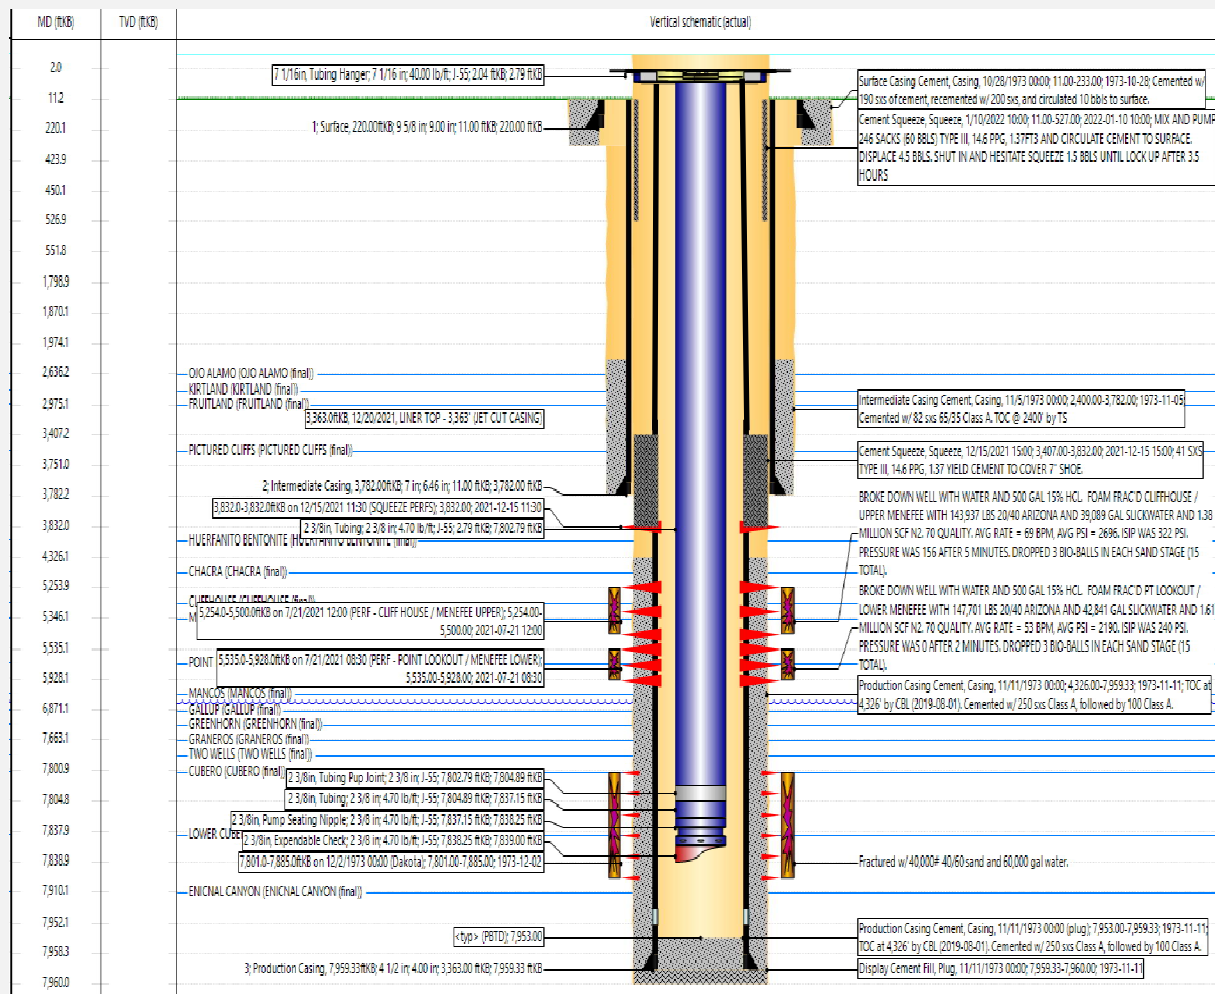 MD (ftKB)
TVD (ftKB)
Vertical schematic (actual)
2.0
11.2
220.1
423.9
450.1
526.9
551.8
1,798.9
1,870.1
1,974.1
2,636.2
2,975.1
3,407.2
3,751.0
3,782.2
3,832.0
4,326.1
5,253.9
5,346.1
5,535.1
5,928.1
6,871.1
7,663.1
7,800.9
7,804.8
7,837.9
7,838.9
7,910.1
7,952.1
7,958.3
7,960.0
7 1/16in, Tubing Hanger; 7 1/16 in; 40.00 lb/ft; J-55; 2.04 ftKB; 2.79 ftKB
1; Surface, 220.00ftKB; 9 5/8 in; 9.00 in; 11.00 ftKB; 220.00 ftKB
OJO ALAMO (OJO ALAMO (final))
KIRTLAND (KIRTLAND (final))
FRUITLAND (FRUITLAND (final))
3,363.0ftKB, 12/20/2021, LINER TOP - 3,363' (JET CUT CASING)
PICTURED CLIFFS (PICTURED CLIFFS (final))
2; Intermediate Casing, 3,782.00ftKB; 7 in; 6.46 in; 11.00 ftKB; 3,782.00 ftKB
3,832.0-3,832.0ftKB on 12/15/2021 11:30 (SQUEEZE PERFS); 3,832.00; 2021-12-15 11:30
2 3/8in, Tubing; 2 3/8 in; 4.70 lb/ft; J-55; 2.79 ftKB; 7,802.79 ftKB
HUERFANITO BENTONITE (HUERFANITO BENTONITE (final))
CHACRA (CHACRA (final))
CLIFFHOUSE (CLIFFHOUSE (final))
M
5,254.0-5,500.0ftKB on 7/21/2021 12:00 (PERF - CLIFF HOUSE / MENEFEE UPPER); 5,254.00-
5,500.00; 2021-07-21 12:00
POINT
5,535.0-5,928.0ftKB on 7/21/2021 08:30 (PERF - POINT LOOKOUT / MENEFEE LOWER);
5,535.00-5,928.00; 2021-07-21 08:30
MANCOS (MANCOS (final))
GALLUP (GALLUP (final))
GREENHORN (GREENHORN (final))
GRANEROS (GRANEROS (final))
TWO WELLS (TWO WELLS (final))
CUBERO (CUBERO (final))
2 3/8in, Tubing Pup Joint; 2 3/8 in; J-55; 7,802.79 ftKB; 7,804.89 ftKB
2 3/8in, Tubing; 2 3/8 in; 4.70 lb/ft; J-55; 7,804.89 ftKB; 7,837.15 ftKB
2 3/8in, Pump Seating Nipple; 2 3/8 in; 4.70 lb/ft; J-55; 7,837.15 ftKB; 7,838.25 ftKB
LOWER CUBE
2 3/8in, Expendable Check; 2 3/8 in; 4.70 lb/ft; J-55; 7,838.25 ftKB; 7,839.00 ftKB
7,801.0-7,885.0ftKB on 12/2/1973 00:00 (Dakota); 7,801.00-7,885.00; 1973-12-02
ENICNAL CANYON (ENICNAL CANYON (final))
<typ> (PBTD); 7,953.00
3; Production Casing, 7,959.33ftKB; 4 1/2 in; 4.00 in; 3,363.00 ftKB; 7,959.33 ftKB
Surface Casing Cement, Casing, 10/28/1973 00:00; 11.00-233.00; 1973-10-28; Cemented w/
190 sxs of cement, recemented w/ 200 sxs, and circulated 10 bbls to surface.
Cement Squeeze, Squeeze, 1/10/2022 10:00; 11.00-527.00; 2022-01-10 10:00; MIX AND PUMP
246 SACKS (60 BBLS) TYPE III, 14.6 PPG, 1.37FT3 AND CIRCULATE CEMENT TO SURFACE.
DISPLACE 4.5 BBLS. SHUT IN AND HESITATE SQUEEZE 1.5 BBLS UNTIL LOCK UP AFTER 3.5
HOURS
Intermediate Casing Cement, Casing, 11/5/1973 00:00; 2,400.00-3,782.00; 1973-11-05;
Cemented w/ 82 sxs 65/35 Class A. TOC @ 2400' by TS
Cement Squeeze, Squeeze, 12/15/2021 15:00; 3,407.00-3,832.00; 2021-12-15 15:00; 41 SXS
TYPE III, 14.6 PPG, 1.37 YIELD CEMENT TO COVER 7" SHOE.
BROKE DOWN WELL WITH WATER AND 500 GAL 15% HCL. FOAM FRAC'D CLIFFHOUSE /
UPPER MENEFEE WITH 143,937 LBS 20/40 ARIZONA AND 39,089 GAL SLICKWATER AND 1.38
MILLION SCF N2. 70 QUALITY. AVG RATE = 69 BPM, AVG PSI = 2696. ISIP WAS 322 PSI.
PRESSURE WAS 156 AFTER 5 MINUTES. DROPPED 3 BIO-BALLS IN EACH SAND STAGE (15
TOTAL).
BROKE DOWN WELL WITH WATER AND 500 GAL 15% HCL. FOAM FRAC'D PT LOOKOUT /
LOWER MENEFEE WITH 147,701 LBS 20/40 ARIZONA AND 42,841 GAL SLICKWATER AND 1.61
MILLION SCF N2. 70 QUALITY. AVG RATE = 53 BPM, AVG PSI = 2190. ISIP WAS 240 PSI.
PRESSURE WAS 0 AFTER 2 MINUTES. DROPPED 3 BIO-BALLS IN EACH SAND STAGE (15
TOTAL).
Production Casing Cement, Casing, 11/11/1973 00:00; 4,326.00-7,959.33; 1973-11-11; TOC at
4,326' by CBL (2019-08-01). Cemented w/ 250 sxs Class A, followed by 100 Class A.
Fractured w/ 40,000# 40/60 sand and 60,000 gal water.
Production Casing Cement, Casing, 11/11/1973 00:00 (plug); 7,953.00-7,959.33; 1973-11-11;
TOC at 4,326' by CBL (2019-08-01). Cemented w/ 250 sxs Class A, followed by 100 Class A.
Display Cement Fill, Plug, 11/11/1973 00:00; 7,959.33-7,960.00; 1973-11-11